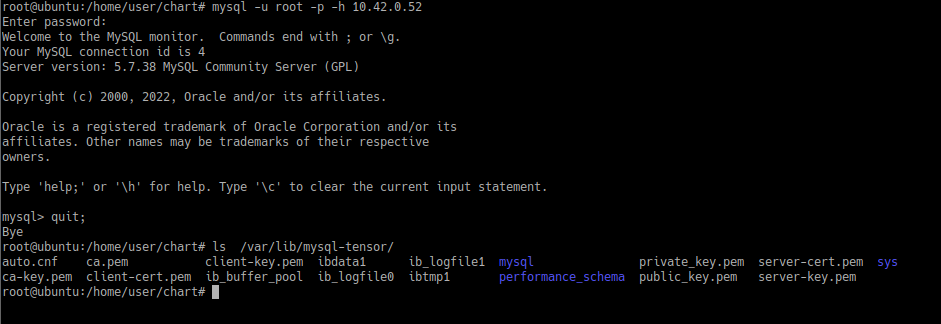 root@ubuntu:/home/user/chart# mysql -u root -p -h 10.42.0.52
Enter password:
Welcome to the MySQL monitor.  Commands end with ; or \g.
Your MySQL connection id is 4
Server version: 5.7.38 MySQL Community Server (GPL)

Copyright (c) 2000, 2022, Oracle and/or its affiliates.

Oracle is a registered trademark of Oracle Corporation and/or its
affiliates. Other names may be trademarks of their respective
owners.

Type 'help;' or '\h' for help. Type '\c' to clear the current input statement.

mysql> quit;
Bye
root@ubuntu:/home/user/chart# ls  /var/lib/mysql-tensor/
auto.cnf    ca.pem           client-key.pem  ibdata1      ib_logfile1  mysql               private_key.pem  server-cert.pem  sys
ca-key.pem  client-cert.pem  ib_buffer_pool  ib_logfile0  ibtmp1       performance_schema  public_key.pem   server-key.pem
root@ubuntu:/home/user/chart#